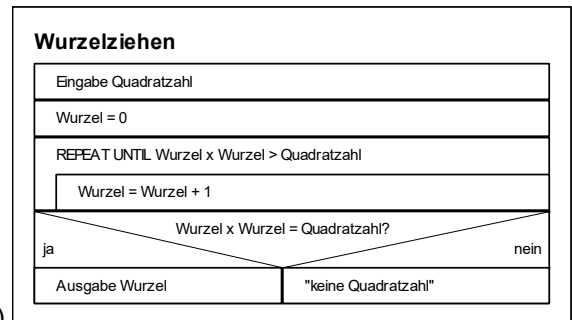 Wurzelziehen
Eingabe Quadratzahl
Wurzel = 0
REPEAT UNTIL Wurzel x Wurzel > Quadratzahl
Wurzel = Wurzel + 1
Wurzel x Wurzel = Quadratzahl?
ja nein
Ausgabe Wurzel "keine Quadratzahl"
)